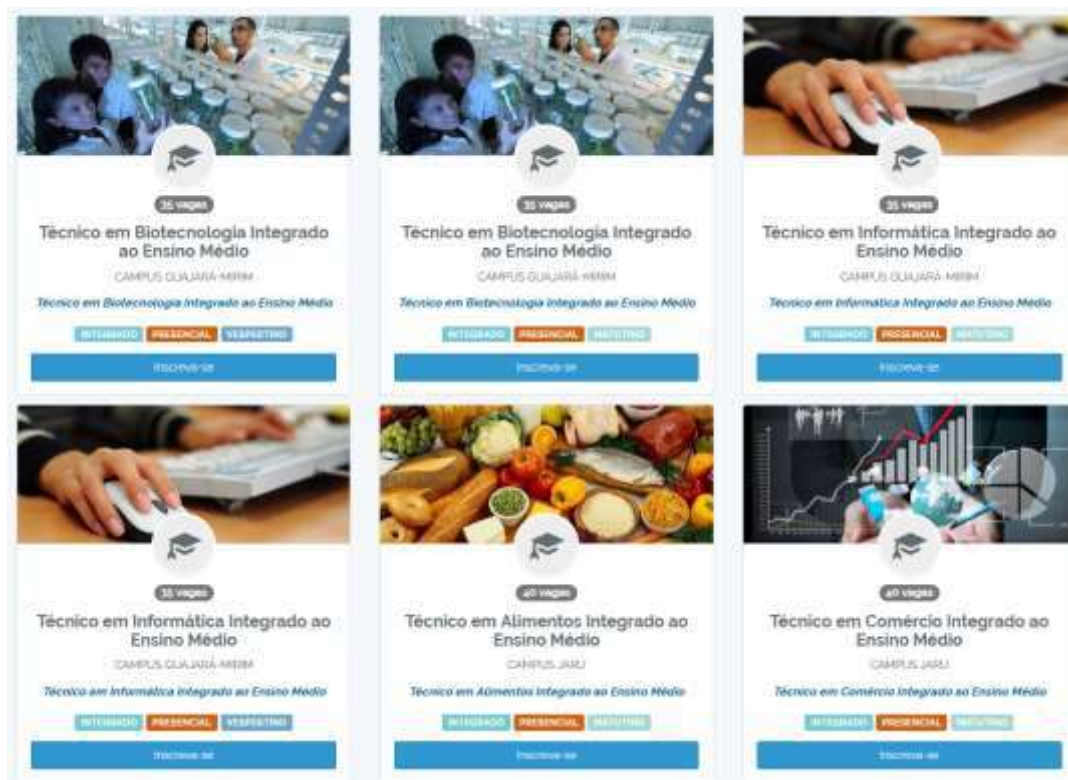 35 vagas
Técnico em Biotecnologia Integrado
ao Ensino Médio
CAMPUS GUAJARÁ-MIRIM
Técnico em Biotecnologia Integrado ao Ensino Médio
INTEGRADO PRESENCIAL VESPERTINO
Inscreva-se
35 vagas
Técnico em Biotecnologia Integrado
ao Ensino Médio
CAMPUS GUAJARÁ-MIRIM
Técnico em Biotecnologia Integrado ao Ensino Médio
INTEGRADO PRESENCIAL MATUTINO
Inscreva-se
35 vagas
Técnico em Informática Integrado ao
Ensino Médio
CAMPUS GUAJARÁ-MIRIM
Técnico em Informática Integrado ao Ensino Médio
INTEGRADO PRESENCIAL MATUTINO
Inscreva-se
35 vagas
Técnico em Informática Integrado ao
Ensino Médio
CAMPUS GUAJARÁ-MIRIM
Técnico em Informática Integrado ao Ensino Médio
INTEGRADO PRESENCIAL VESPERTINO
Inscreva-se
40 vagas
Técnico em Alimentos Integrado ao
Ensino Médio
CAMPUS JARU
Técnico em Alimentos Integrado ao Ensino Médio
INTEGRADO PRESENCIAL MATUTINO
Inscreva-se
40 vagas
Técnico em Comércio Integrado ao
Ensino Médio
CAMPUS JARU
Técnico em Comércio Integrado ao Ensino Médio
INTEGRADO PRESENCIAL MATUTINO
Inscreva-se